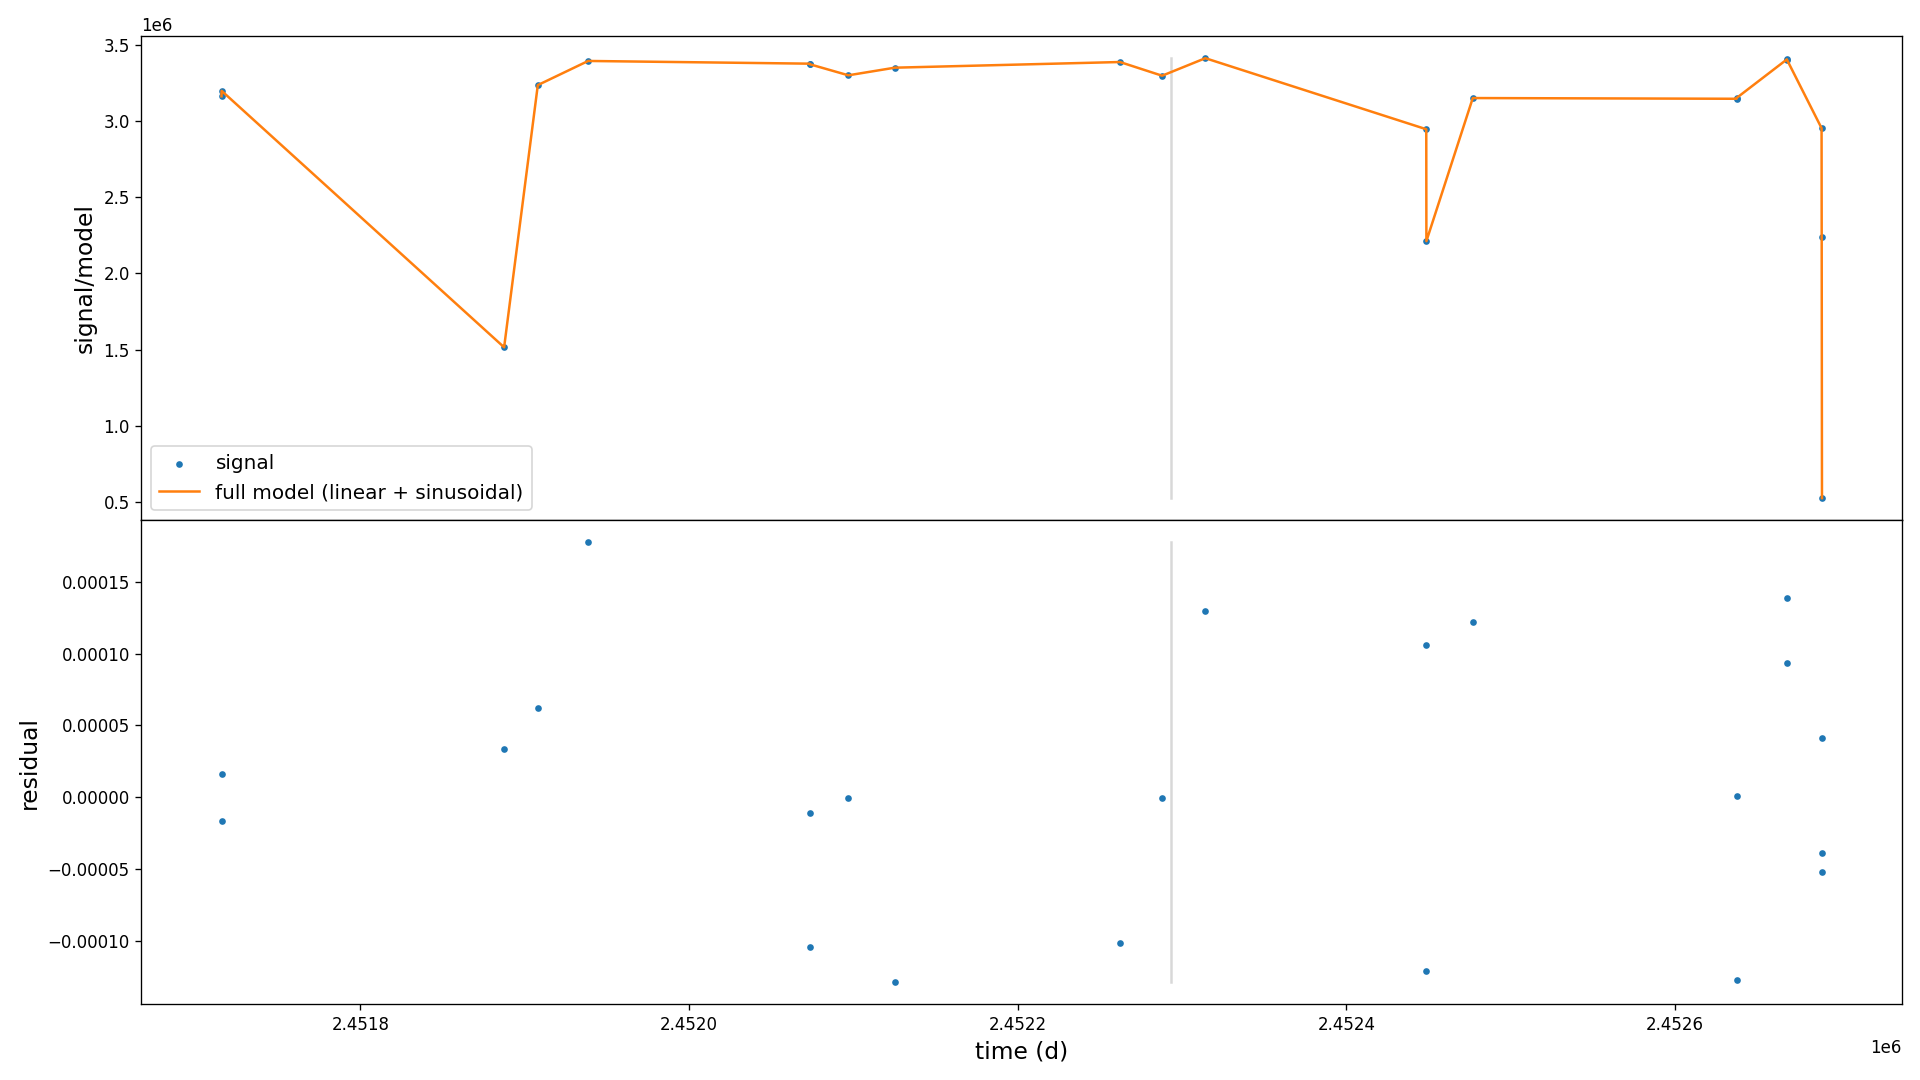 1e6
3.5
3.0
2.5
2.0
1.5
1.0
0.5
signal/model
signal
full model (linear + sinusoidal)
0.00015
0.00010
0.00005
0.00000
−0.00005
−0.00010
residual
2.4518
2.4520
2.4522
2.4524
2.4526
time (d)
1e6